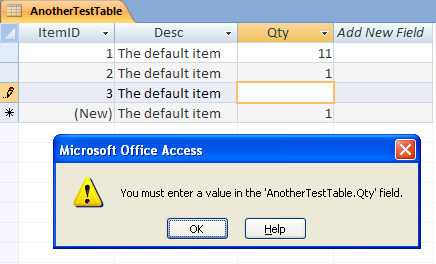 AnotherTestTable
ItemID Desc Qty Add New Field
1 The default item 11
2 The default item 1
3 The default item
(New) The default item 1
Microsoft Office Access
You must enter a value in the 'AnotherTestTable.Qty' field.
OK Help